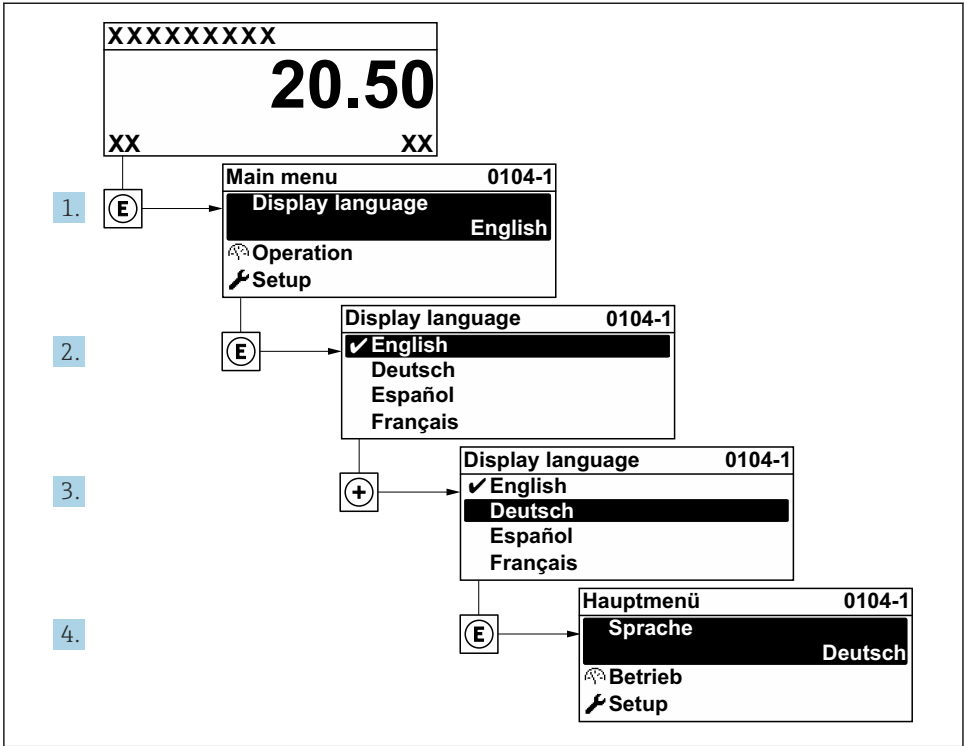 XXXXXXXXX
20.50
XX XX
1.
E
Main menu 0104-1
Display language
English
Operation
Setup
2.
E
Display language 0104-1
✔English
Deutsch
Español
Français
3.
+
Display language 0104-1
✔English
Deutsch
Español
Français
4.
E
Hauptmenü 0104-1
Sprache
Deutsch
Betrieb
Setup